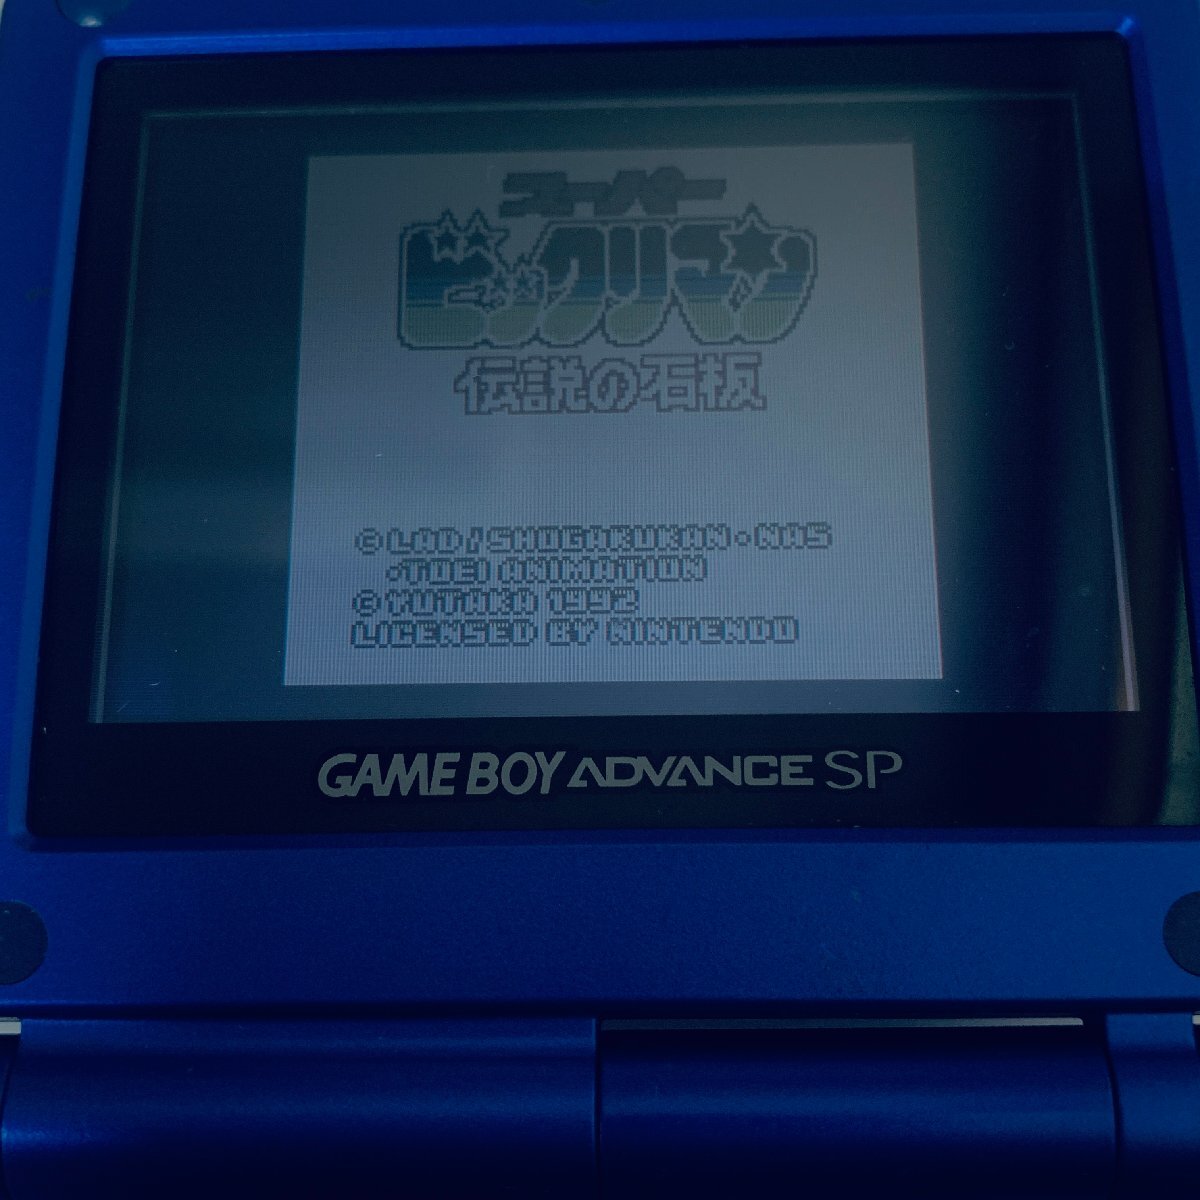 スーパー
ビックリマン
伝説の石板
©LAD/SHOGAKUKAN・NAS
・TOEI ANIMATION
©YUTAKA 1992
LICENSED BY NINTENDO
GAME BOY ADVANCE SP